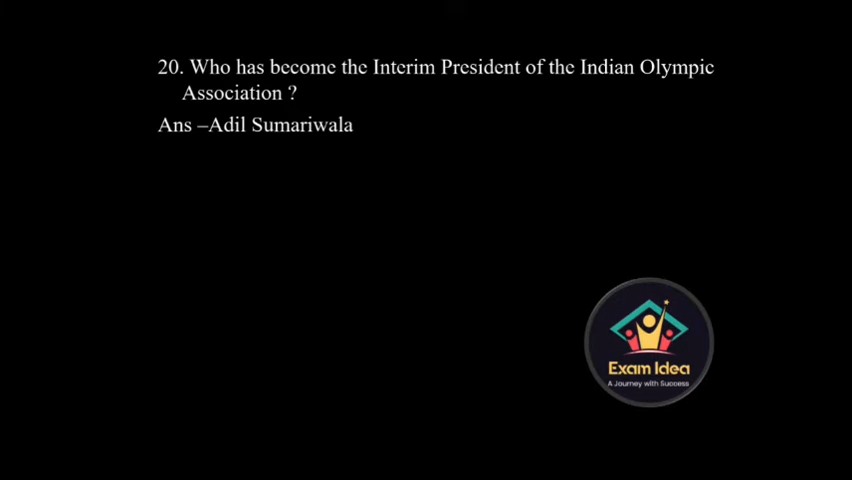 20. Who has become the Interim President of the Indian Olympic
Association ?
Ans –Adil Sumariwala
Exam Idea
A Journey with Success